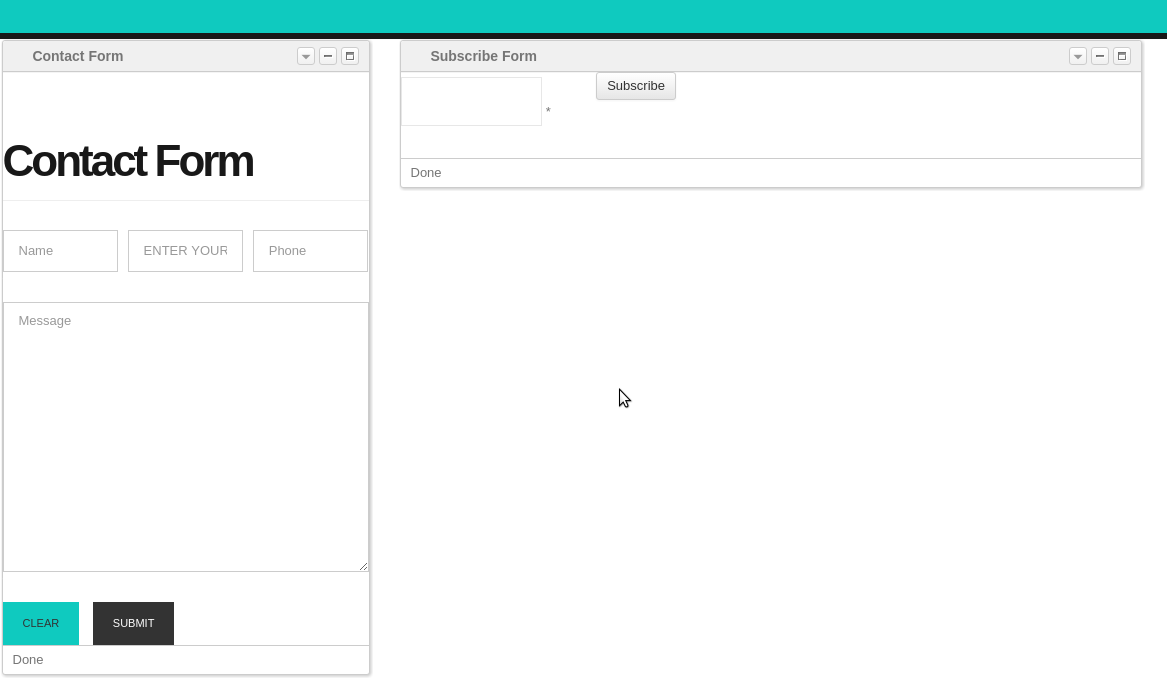 Contact Form
Contact Form
Name
ENTER YOUR
Phone
Message
CLEAR
SUBMIT
Done
Subscribe Form
*
Subscribe
Done